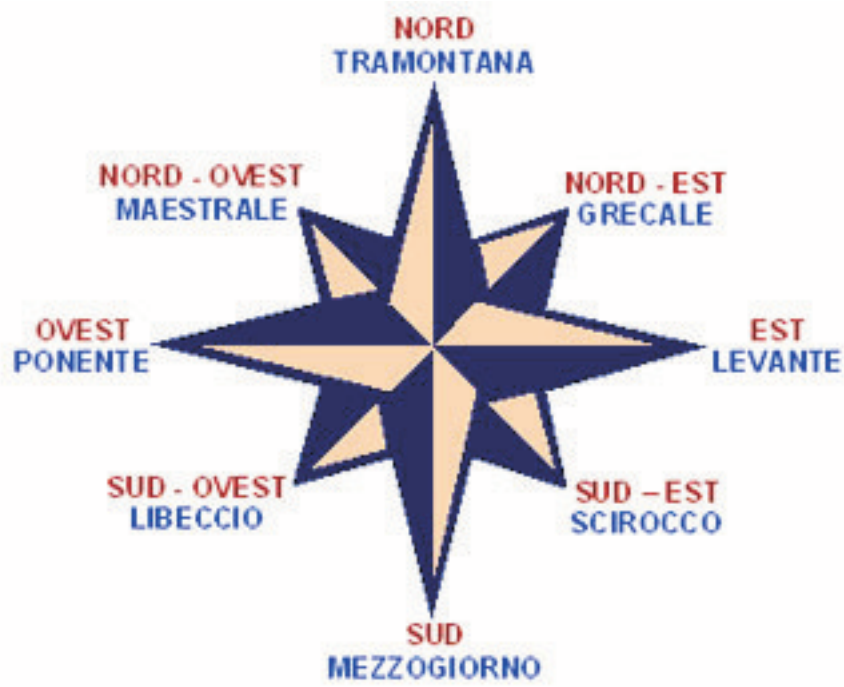 NORD
TRAMONTANA
NORD - OVEST
MAESTRALE
NORD - EST
GRECALE
OVEST
PONENTE
EST
LEVANTE
SUD - OVEST
LIBECCIO
SUD – EST
SCIROCCO
SUD
MEZZOGIORNO